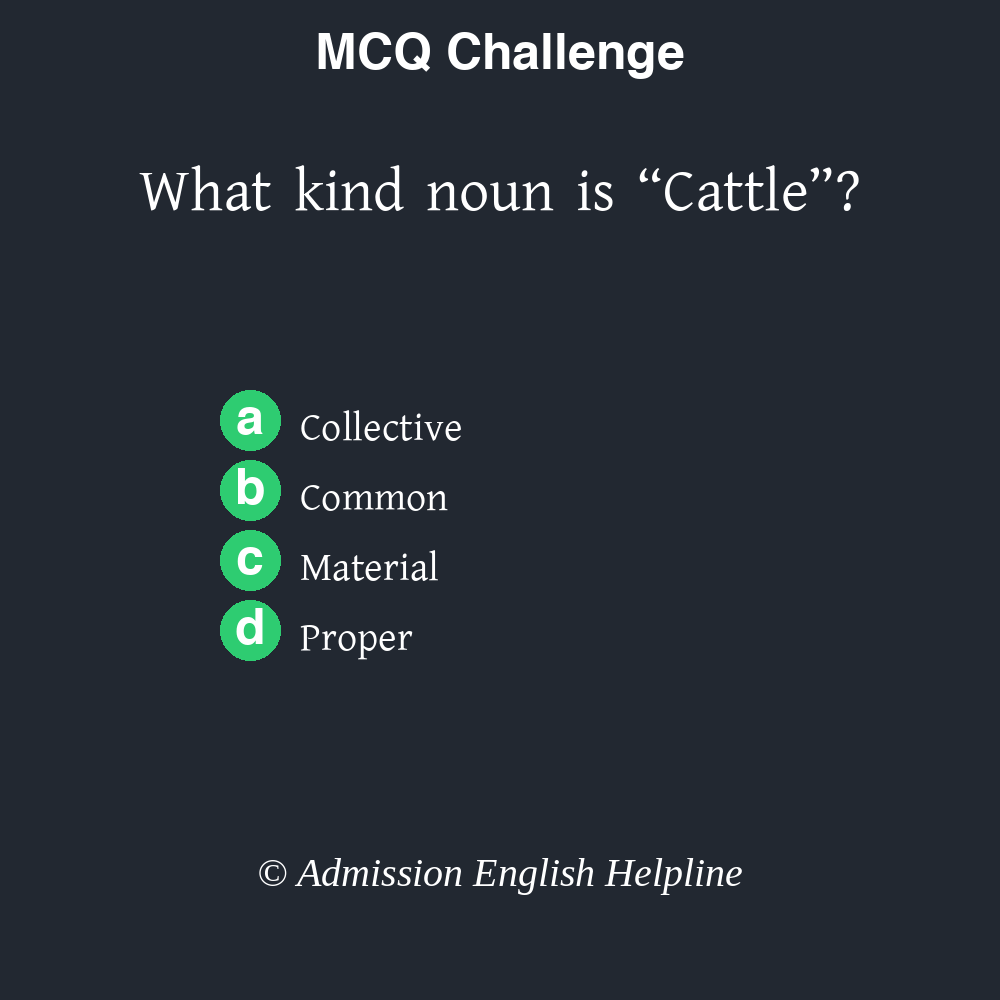 MCQ Challenge
What kind noun is “Cattle”?
a Collective
b Common
c Material
d Proper
© Admission English Helpline